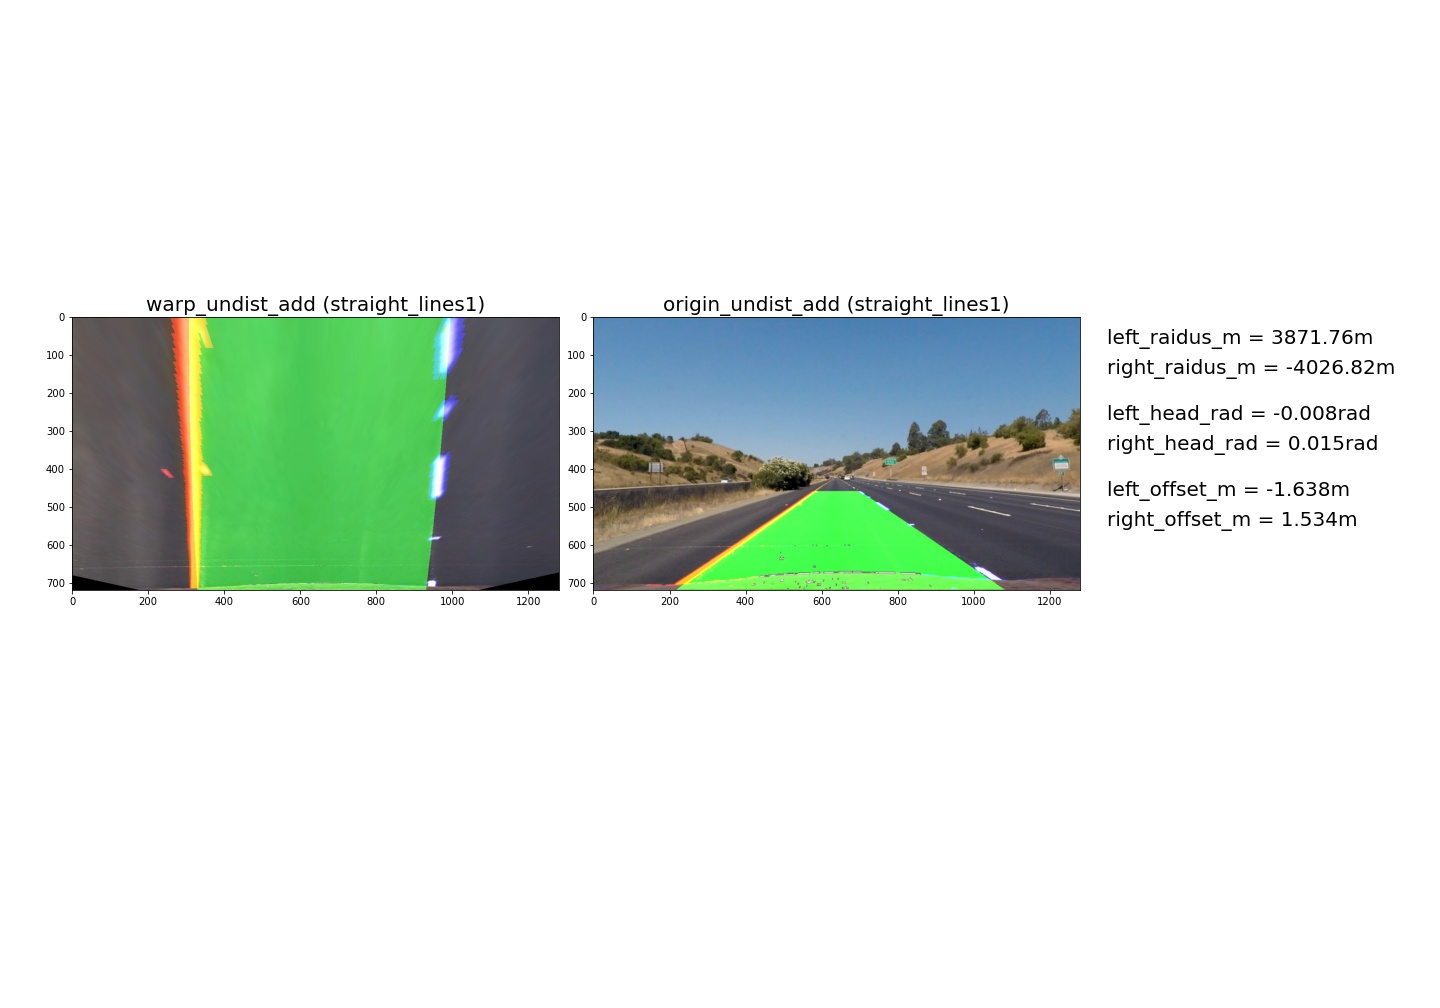 warp_undist_add (straight_lines1)
0
100
200
300
400
500
600
700
0 200 400 600 800 1000 1200
origin_undist_add (straight_lines1)
0
100
200
300
400
500
600
700
0 200 400 600 800 1000 1200
left_raidus_m = 3871.76m
right_raidus_m = -4026.82m
left_head_rad = -0.008rad
right_head_rad = 0.015rad
left_offset_m = -1.638m
right_offset_m = 1.534m